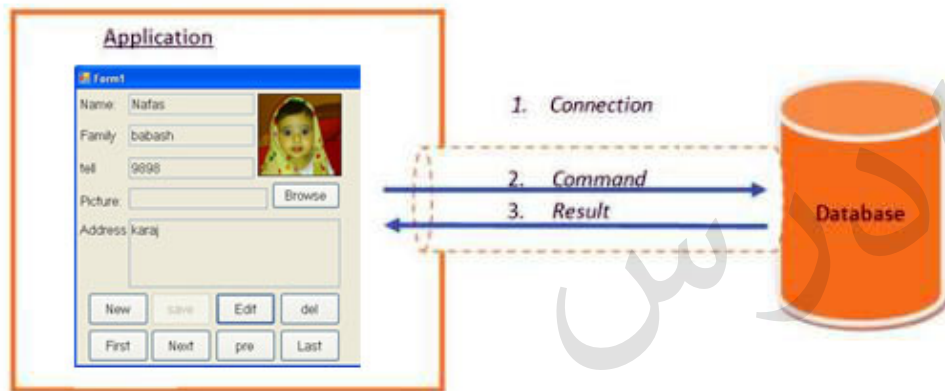 Application
Form1
Name: Nafas
Family babash
tell 9898
Picture: Browse
Address karaj
New save Edit del
First Next pre Last
1. Connection
2. Command
3. Result
Database
درس